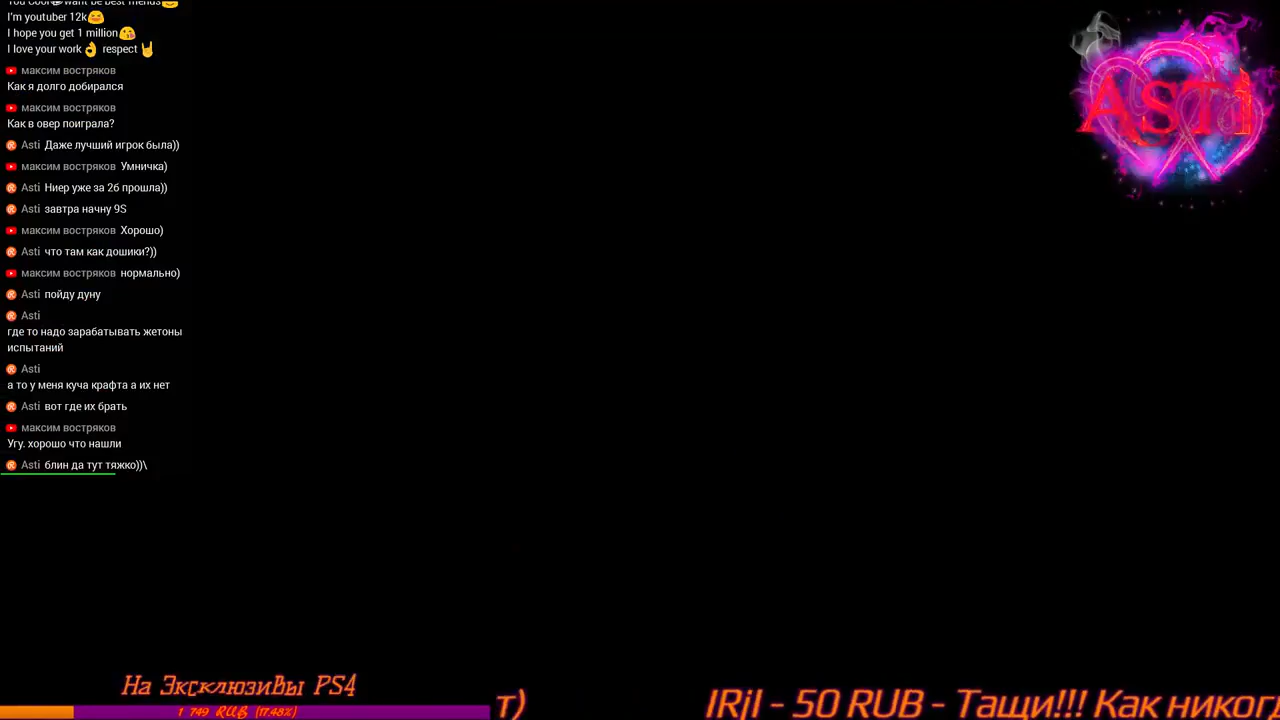 I'm youtuber 12k😆
I hope you get 1 million😘
I love your work👌 respect🤘
максим востряков
Как я долго добирался
максим востряков
Как в овер поиграла?
Asti Даже лучший игрок была))
максим востряков Умничка)
Asti Ниер уже за 2б прошла))
Asti завтра начну 9S
максим востряков Хорошо)
Asti что там как дошики?))
максим востряков нормально)
Asti пойду дуну
Asti
где то надо зарабатывать жетоны
испытаний
Asti
а то у меня куча крафта а их нет
Asti вот где их брать
максим востряков
Угу. хорошо что нашли
Asti блин да тут тяжко))\
ASTI
На Эксклюзивы PS4
1 749 RUB (17.48%)
т) IRiI - 50 RUB - Тащи!!! Как никог